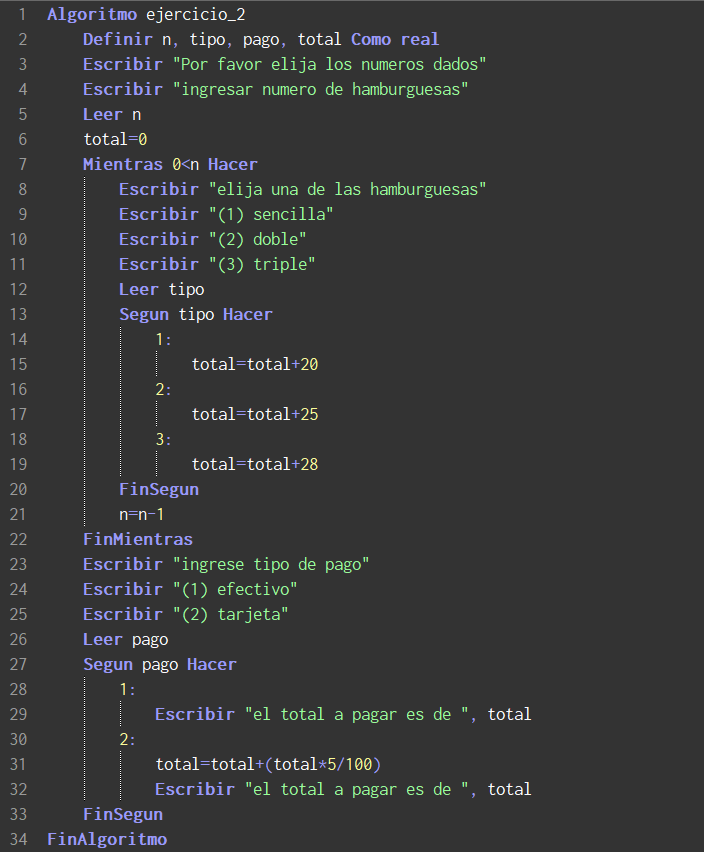 1 Algoritmo ejercicio_2
2 Definir n, tipo, pago, total Como real
3 Escribir "Por favor elija los numeros dados"
4 Escribir "ingresar numero de hamburguesas"
5 Leer n
6 total=0
7 Mientras 0<n Hacer
8 Escribir "elija una de las hamburguesas"
9 Escribir "(1) sencilla"
10 Escribir "(2) doble"
11 Escribir "(3) triple"
12 Leer tipo
13 Segun tipo Hacer
14 1:
15 total=total+20
16 2:
17 total=total+25
18 3:
19 total=total+28
20 FinSegun
21 n=n-1
22 FinMientras
23 Escribir "ingrese tipo de pago"
24 Escribir "(1) efectivo"
25 Escribir "(2) tarjeta"
26 Leer pago
27 Segun pago Hacer
28 1:
29 Escribir "el total a pagar es de ", total
30 2:
31 total=total+(total*5/100)
32 Escribir "el total a pagar es de ", total
33 FinSegun
34 FinAlgoritmo